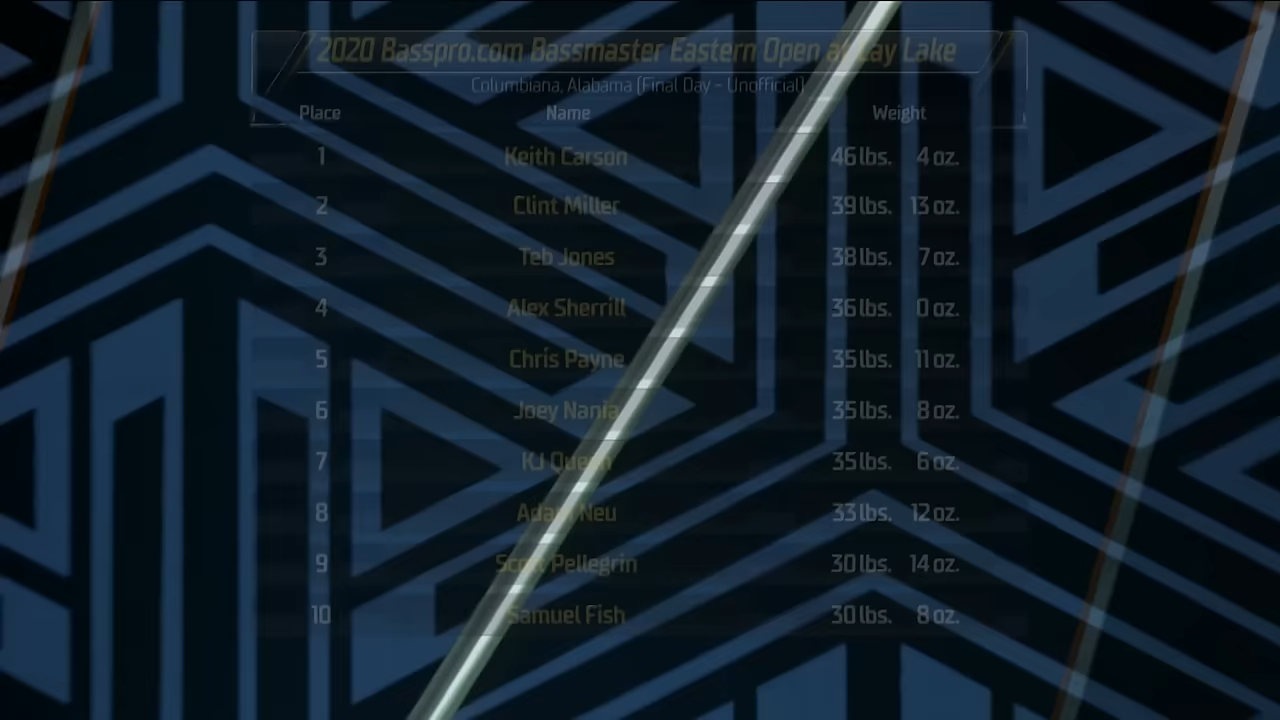 2020 Basspro.com Bassmaster Eastern Open at Lay Lake
Columbiana, Alabama (Final Day - Unofficial)
Place Name Weight
1 Keith Carson 46 lbs. 4 oz.
2 Clint Miller 39 lbs. 13 oz.
3 Teb Jones 38 lbs. 7 oz.
4 Alex Sherrill 36 lbs. 0 oz.
5 Chris Payne 35 lbs. 11 oz.
6 Joey Nania 35 lbs. 8 oz.
7 KJ Queen 35 lbs. 6 oz.
8 Adam Neu 33 lbs. 12 oz.
9 Scott Pellegrin 30 lbs. 14 oz.
10 Samuel Fish 30 lbs. 8 oz.